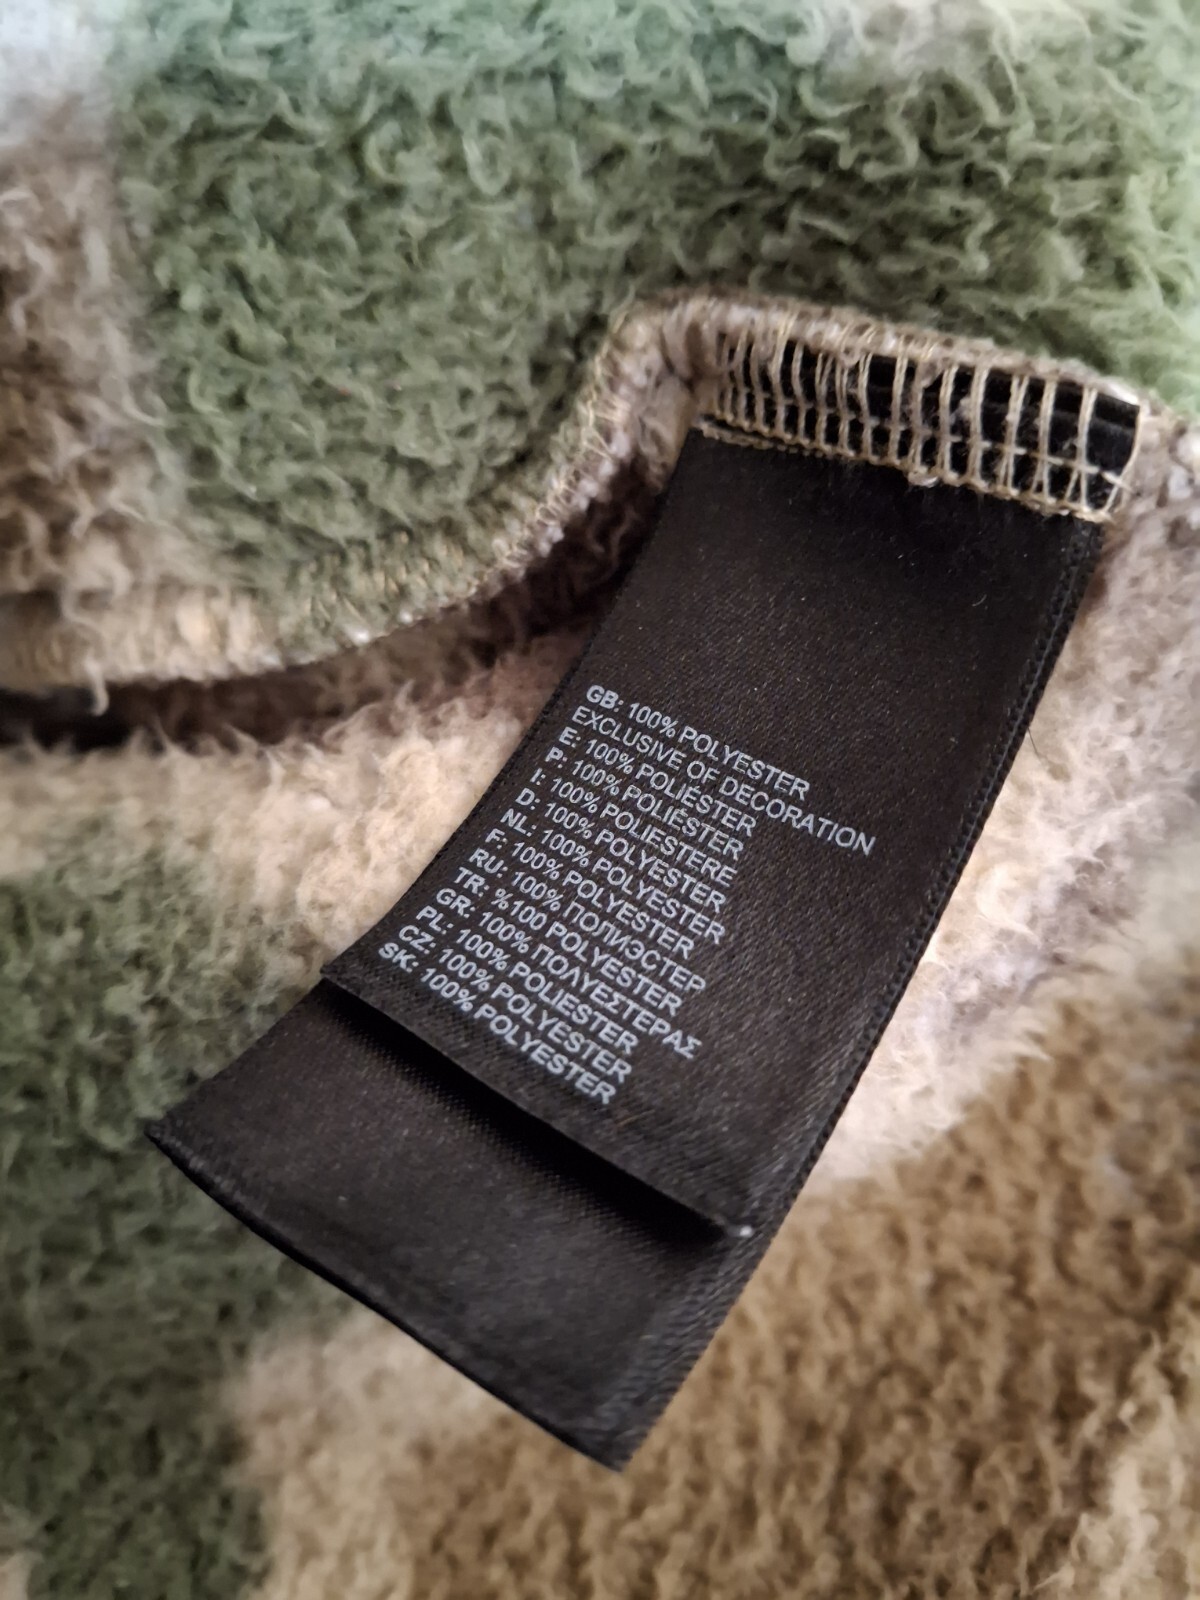 GB: 100% POLYESTER
EXCLUSIVE OF DECORATION
E: 100% POLIÉSTER
P: 100% POLIÉSTER
I: 100% POLIESTERE
D: 100% POLYESTER
NL: 100% POLYESTER
F: 100% POLYESTER
RU: 100% ПОЛИЭСТЕР
TR: %100 POLYESTER
GR: 100% ΠΟΛΥΕΣΤΕΡΑΣ
PL: 100% POLIESTER
CZ: 100% POLYESTER
SK: 100% POLYESTER